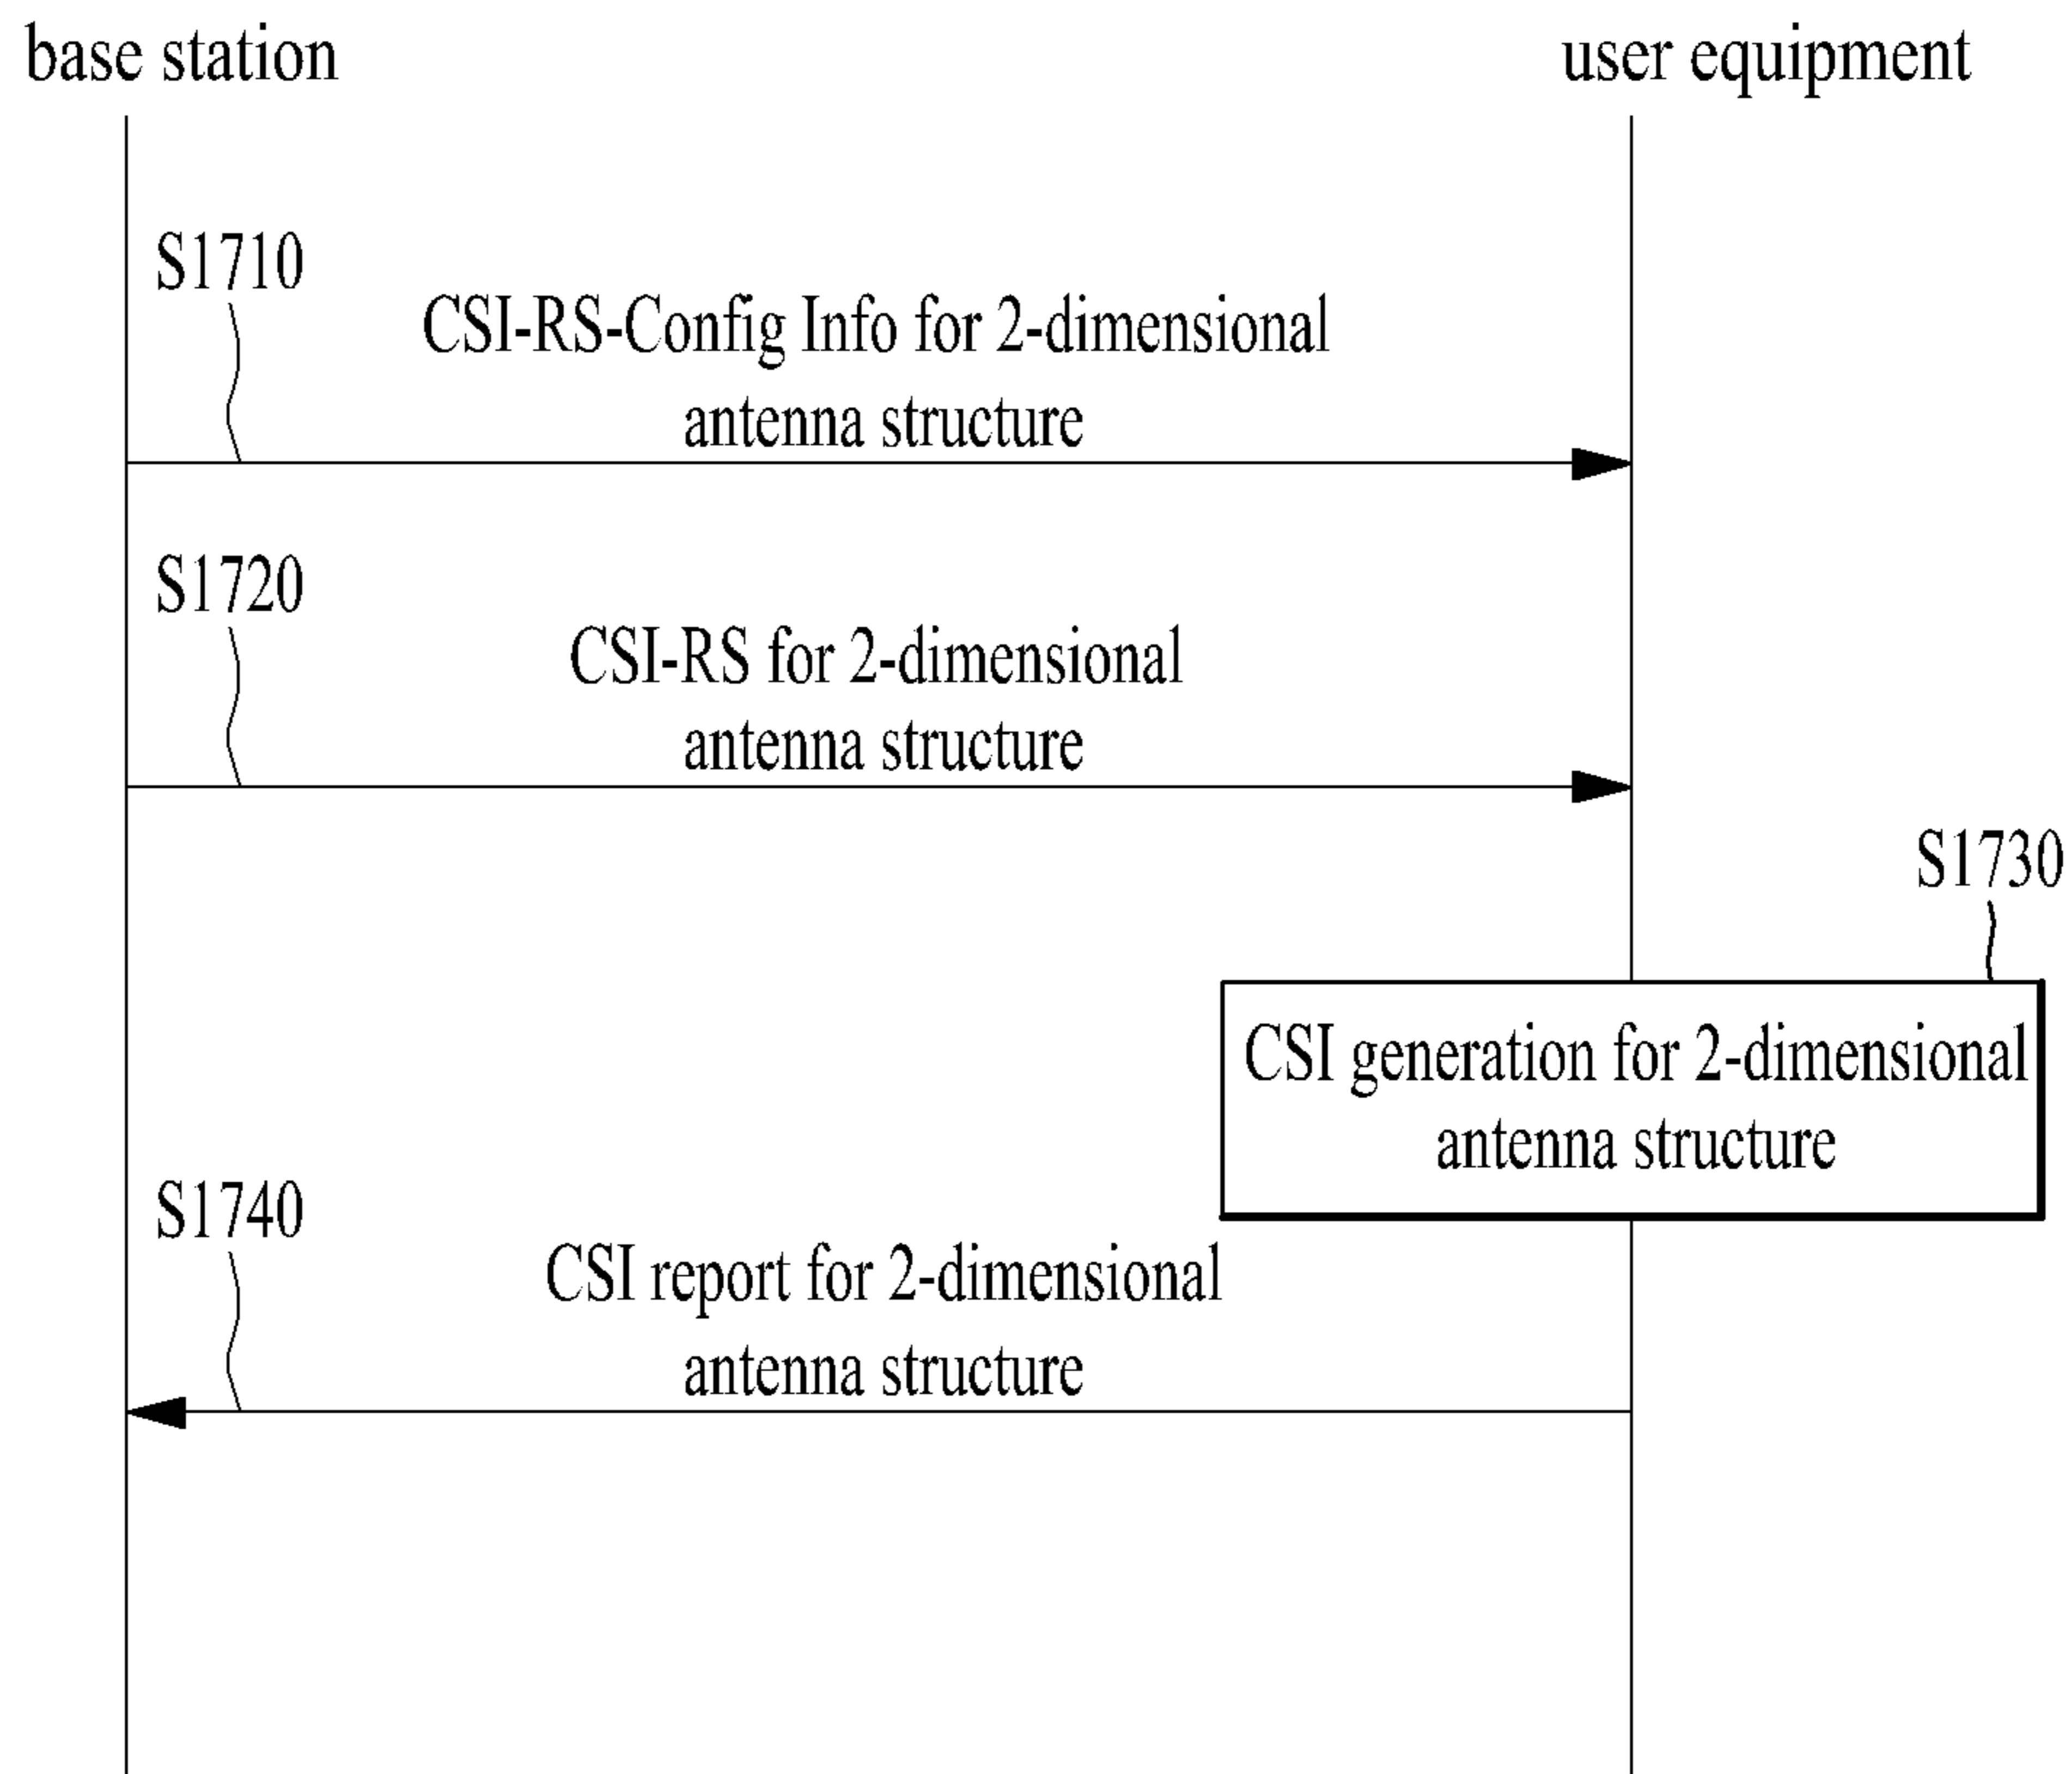 base station
user equipment
S1710
CSI-RS-Config Info for 2-dimensional
antenna structure
S1720
CSI-RS for 2-dimensional
antenna structure
S1730
CSI generation for 2-dimensional
antenna structure
S1740
CSI report for 2-dimensional
antenna structure